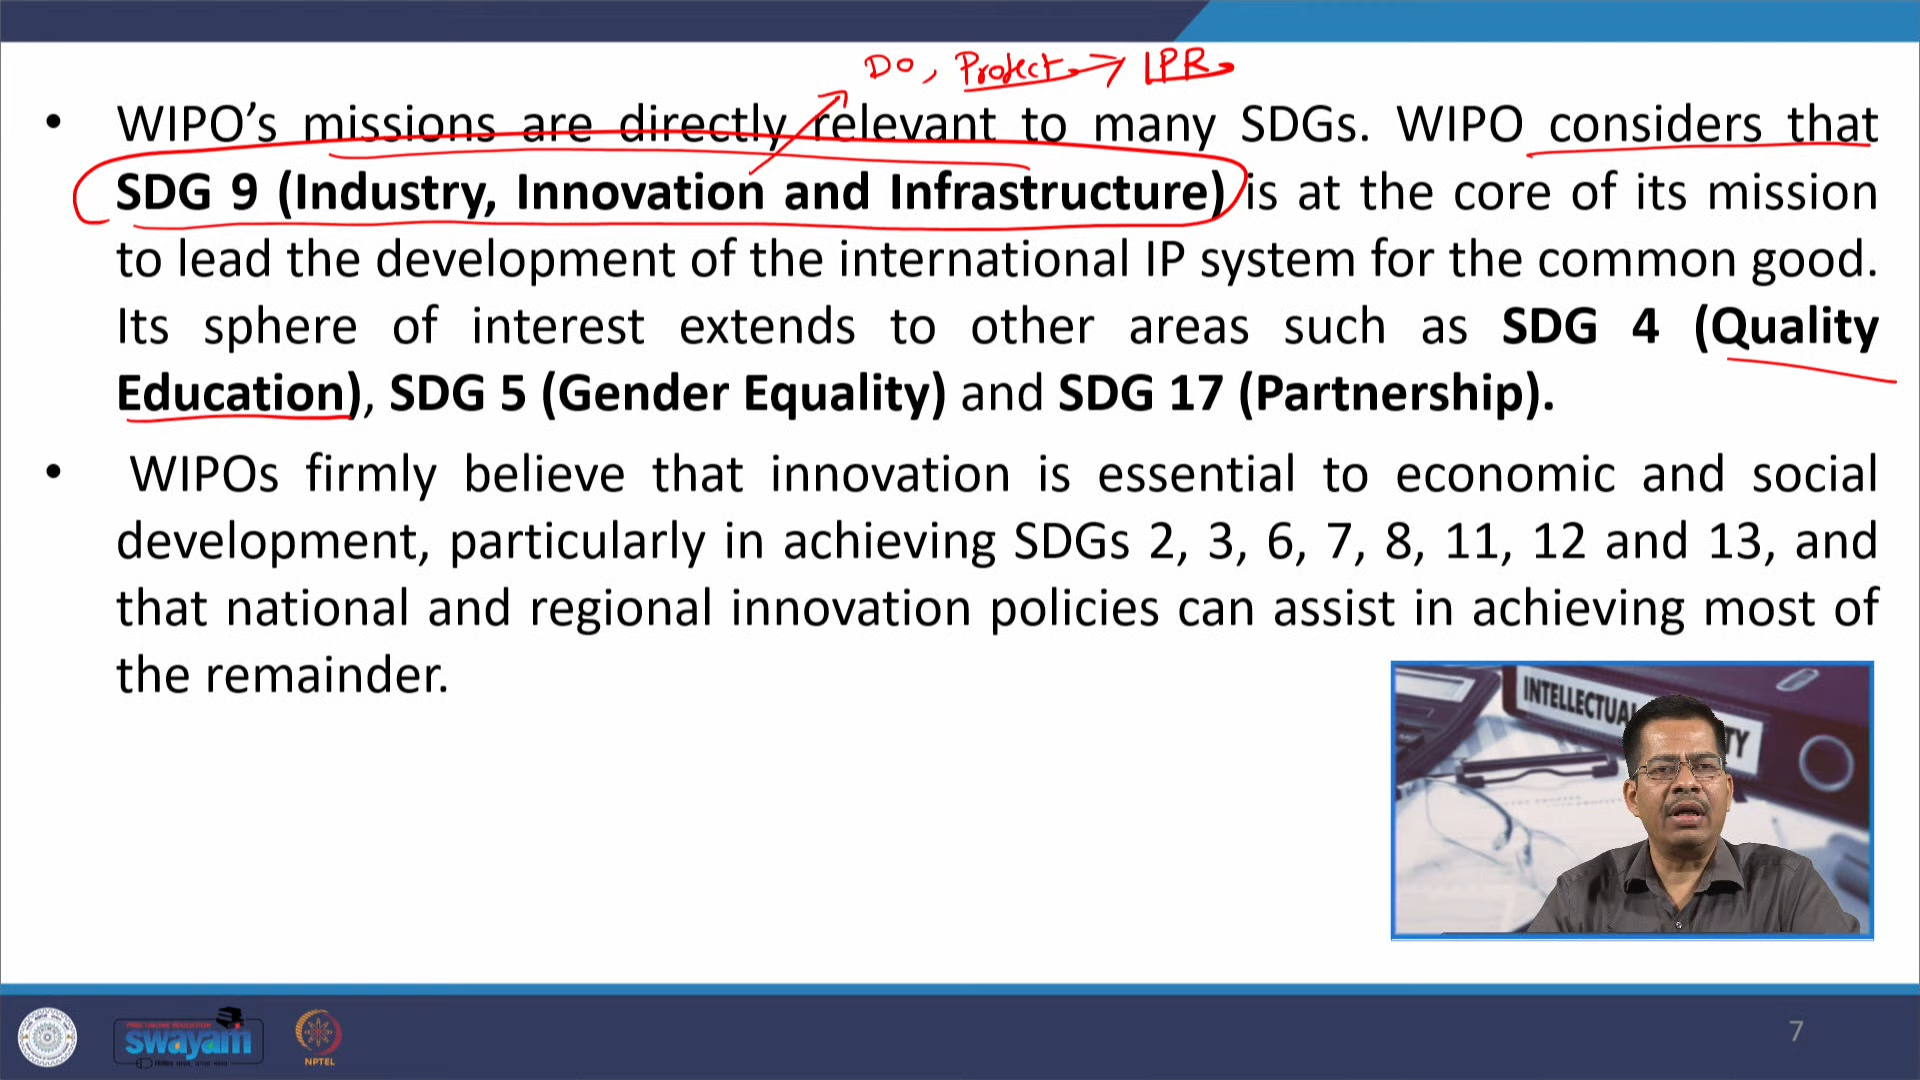 Do, Protect → IPR
• WIPO's missions are directly relevant to many SDGs. WIPO considers that
SDG 9 (Industry, Innovation and Infrastructure) is at the core of its mission
to lead the development of the international IP system for the common good.
Its sphere of interest extends to other areas such as SDG 4 (Quality
Education), SDG 5 (Gender Equality) and SDG 17 (Partnership).
• WIPOs firmly believe that innovation is essential to economic and social
development, particularly in achieving SDGs 2, 3, 6, 7, 8, 11, 12 and 13, and
that national and regional innovation policies can assist in achieving most of
the remainder.
INTELLECTUAL
TY
swayam
NPTEL
7